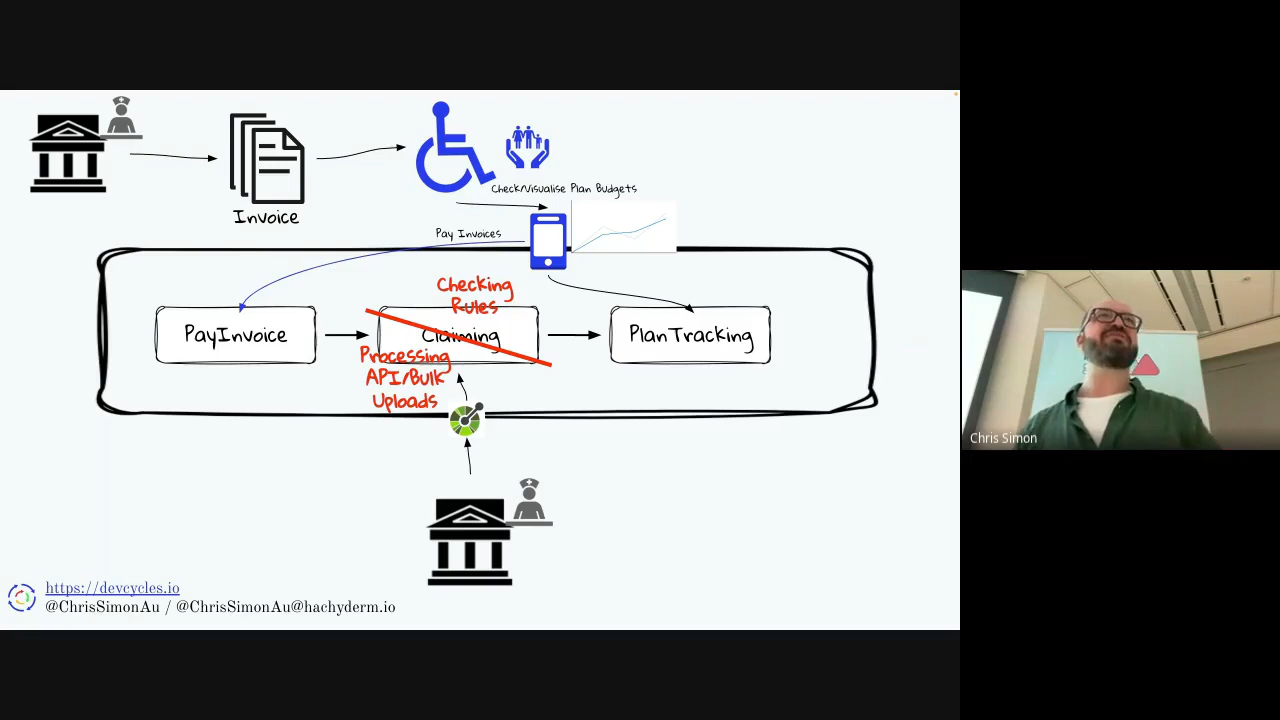 Invoice
Check/Visualise Plan Budgets
Pay Invoices
Checking
Rules
PayInvoice
Claiming
PlanTracking
Processing
API/Bulk
Uploads
https://devcycles.io
@ChrisSimonAu / @ChrisSimonAu@hachyderm.io
Chris Simon